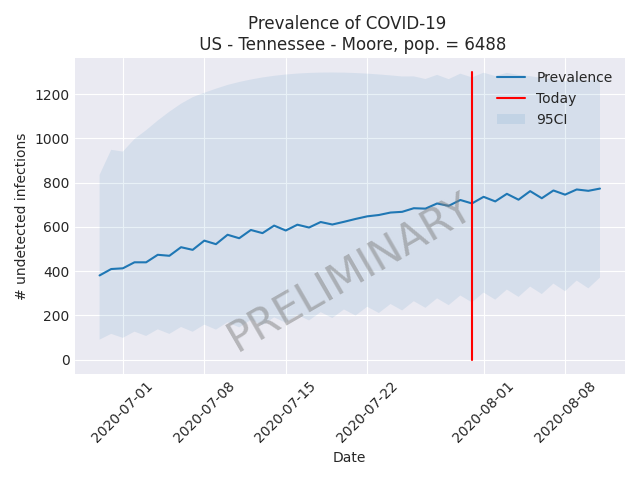 Prevalence of COVID-19
US - Tennessee - Moore, pop. = 6488
Prevalence
Today
95CI
# undetected infections
1200
1000
800
600
400
200
0
PRELIMINARY
2020-07-01
2020-07-08
2020-07-15
2020-07-22
2020-08-01
2020-08-08
Date